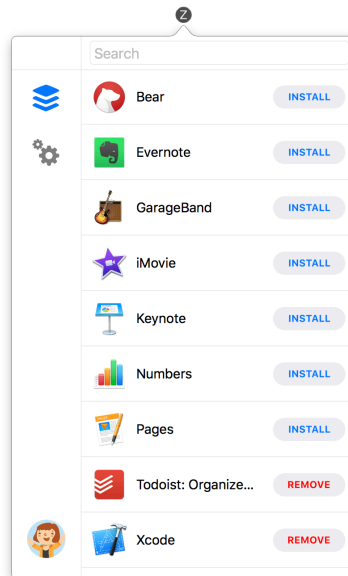 Z
Search
Bear INSTALL
Evernote INSTALL
GarageBand INSTALL
iMovie INSTALL
Keynote INSTALL
Numbers INSTALL
Pages INSTALL
Todoist: Organize... REMOVE
Xcode REMOVE